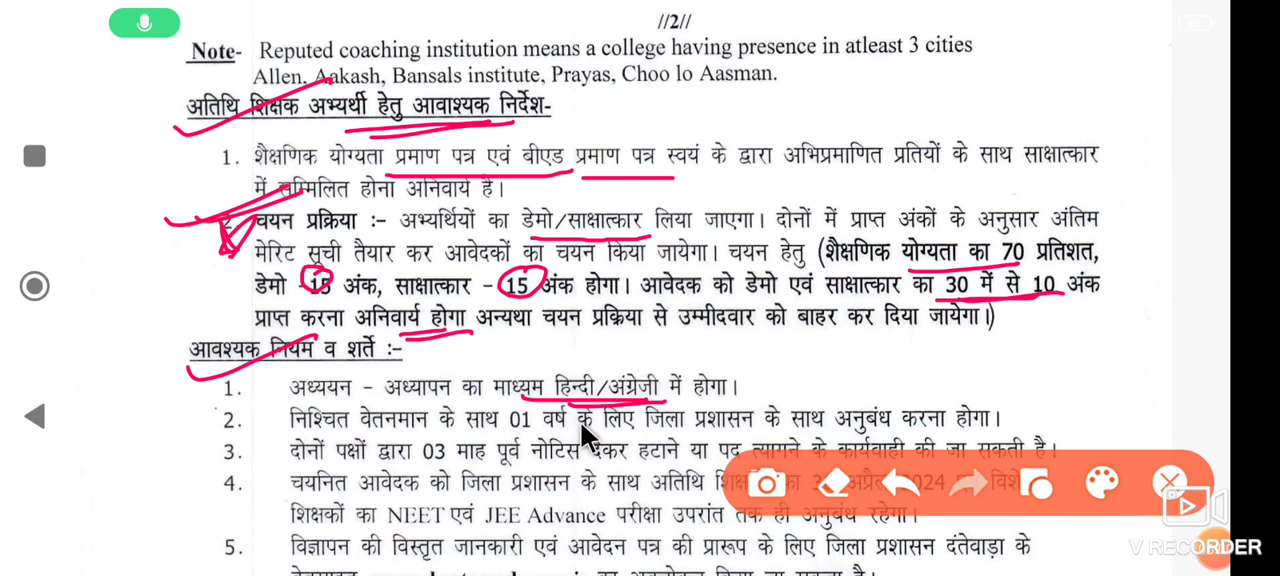 //2//
Note- Reputed coaching institution means a college having presence in atleast 3 cities
Allen, Aakash, Bansals institute, Prayas, Choo lo Aasman.
अतिथि शिक्षक अभ्यर्थी हेतु आवाश्यक निर्देश-
1. शैक्षणिक योग्यता प्रमाण पत्र एवं बीएड प्रमाण पत्र स्वयं के द्वारा अभिप्रमाणित प्रतियों के साथ साक्षात्कार
में सम्मिलित होना अनिवार्य है।
चयन प्रक्रिया :- अभ्यर्थियों का डेमो/साक्षात्कार लिया जाएगा। दोनों में प्राप्त अंकों के अनुसार अंतिम
मेरिट सूची तैयार कर आवेदकों का चयन किया जायेगा। चयन हेतु (शैक्षणिक योग्यता का 70 प्रतिशत,
डेमो - 15 अंक, साक्षात्कार - 15 अंक होगा। आवेदक को डेमो एवं साक्षात्कार का 30 में से 10 अंक
प्राप्त करना अनिवार्य होगा अन्यथा चयन प्रक्रिया से उम्मीदवार को बाहर कर दिया जायेगा।)
आवश्यक नियम व शर्ते :-
1. अध्ययन - अध्यापन का माध्यम हिन्दी/अंग्रेजी में होगा।
2. निश्चित वेतनमान के साथ 01 वर्ष के लिए जिला प्रशासन के साथ अनुबंध करना होगा।
3. दोनों पक्षों द्वारा 03 माह पूर्व नोटिस देकर हटाने या पद त्यागने के कार्यवाही की जा सकती है।
4. चयनित आवेदक को जिला प्रशासन के साथ अतिथि
शिक्षकों का NEET एवं JEE Advance परीक्षा उपरांत तक ही अनुबंध रहेगा।
5. विज्ञापन की विस्तृत जानकारी एवं आवेदन पत्र की प्रारूप के लिए जिला प्रशासन दंतेवाड़ा के
V RECORDER